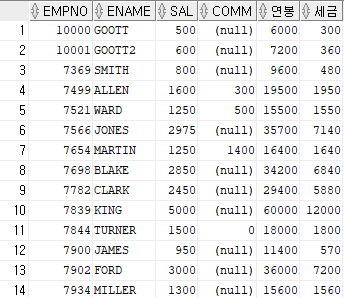 EMPNO ENAME SAL COMM 연봉 세금
1 10000 GOOTT 500 (null) 6000 300
2 10001 GOOTT2 600 (null) 7200 360
3 7369 SMITH 800 (null) 9600 480
4 7499 ALLEN 1600 300 19500 1950
5 7521 WARD 1250 500 15500 1550
6 7566 JONES 2975 (null) 35700 7140
7 7654 MARTIN 1250 1400 16400 1640
8 7698 BLAKE 2850 (null) 34200 6840
9 7782 CLARK 2450 (null) 29400 5880
10 7839 KING 5000 (null) 60000 12000
11 7844 TURNER 1500 0 18000 1800
12 7900 JAMES 950 (null) 11400 570
13 7902 FORD 3000 (null) 36000 7200
14 7934 MILLER 1300 (null) 15600 1560